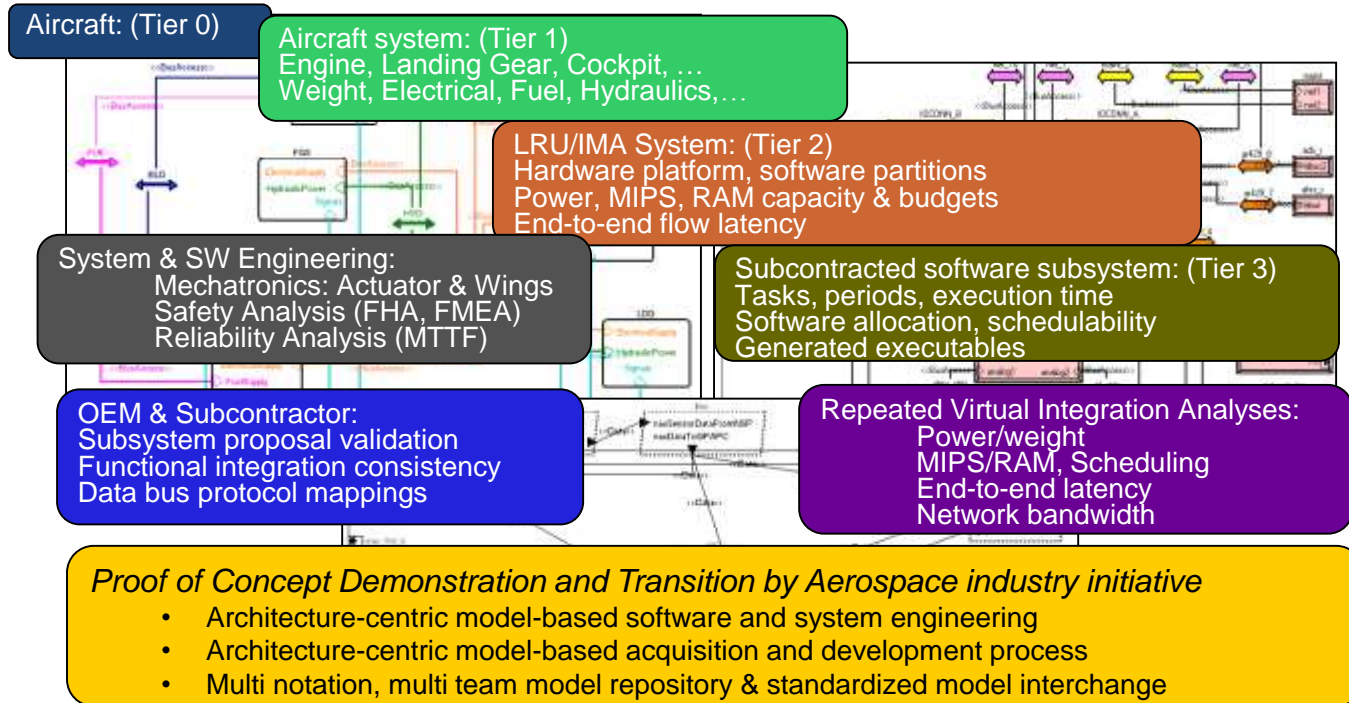 Aircraft: (Tier 0)
Aircraft system: (Tier 1)
Engine, Landing Gear, Cockpit, …
Weight, Electrical, Fuel, Hydraulics,…
LRU/IMA System: (Tier 2)
Hardware platform, software partitions
Power, MIPS, RAM capacity & budgets
End-to-end flow latency
System & SW Engineering:
Mechatronics: Actuator & Wings
Safety Analysis (FHA, FMEA)
Reliability Analysis (MTTF)
Subcontracted software subsystem: (Tier 3)
Tasks, periods, execution time
Software allocation, schedulability
Generated executables
OEM & Subcontractor:
Subsystem proposal validation
Functional integration consistency
Data bus protocol mappings
Repeated Virtual Integration Analyses:
Power/weight
MIPS/RAM, Scheduling
End-to-end latency
Network bandwidth
Proof of Concept Demonstration and Transition by Aerospace industry initiative
• Architecture-centric model-based software and system engineering
• Architecture-centric model-based acquisition and development process
• Multi notation, multi team model repository & standardized model interchange